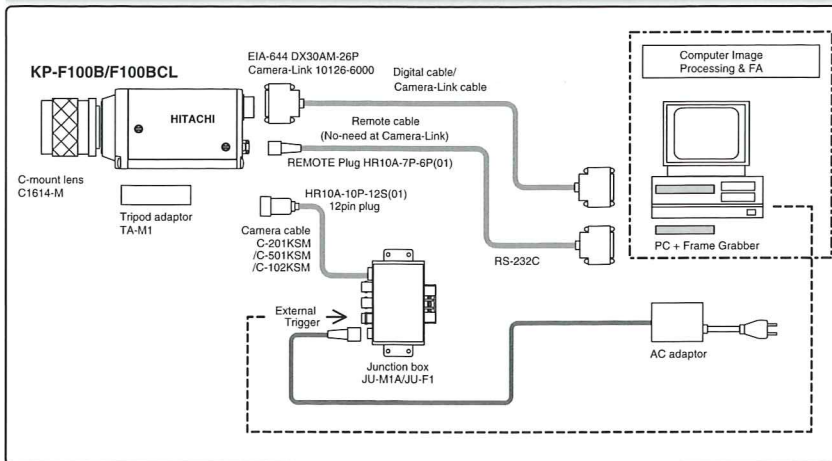 KP-F100B/F100BCL
HITACHI
C-mount lens
C1614-M
Tripod adaptor
TA-M1
EIA-644 DX30AM-26P
Camera-Link 10126-6000
Digital cable/
Camera-Link cable
Remote cable
(No-need at Camera-Link)
REMOTE Plug HR10A-7P-6P(01)
HR10A-10P-12S(01)
12pin plug
Camera cable
C-201KSM
/C-501KSM
/C-102KSM
RS-232C
External
Trigger
Junction box
JU-M1A/JU-F1
Computer Image
Processing & FA
PC + Frame Grabber
AC adaptor